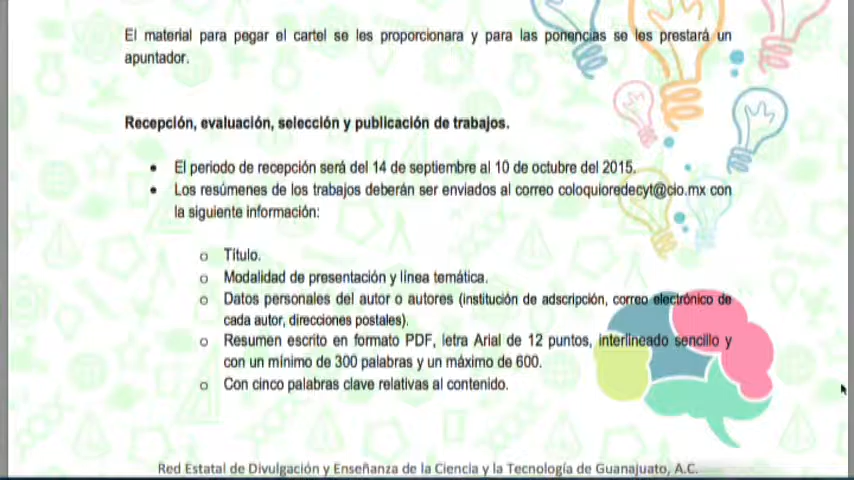 El material para pegar el cartel se les proporcionara y para las ponencias se les prestará un
apuntador.
Recepción, evaluación, selección y publicación de trabajos.
• El periodo de recepción será del 14 de septiembre al 10 de octubre del 2015.
• Los resúmenes de los trabajos deberán ser enviados al correo coloquioredecyt@cio.mx con
la siguiente información:
o Título.
o Modalidad de presentación y línea temática.
o Datos personales del autor o autores (institución de adscripción, correo electrónico de
cada autor, direcciones postales).
o Resumen escrito en formato PDF, letra Arial de 12 puntos, interlineado sencillo y
con un mínimo de 300 palabras y un máximo de 600.
o Con cinco palabras clave relativas al contenido.
Red Estatal de Divulgación y Enseñanza de la Ciencia y la Tecnología de Guanajuato, A.C.